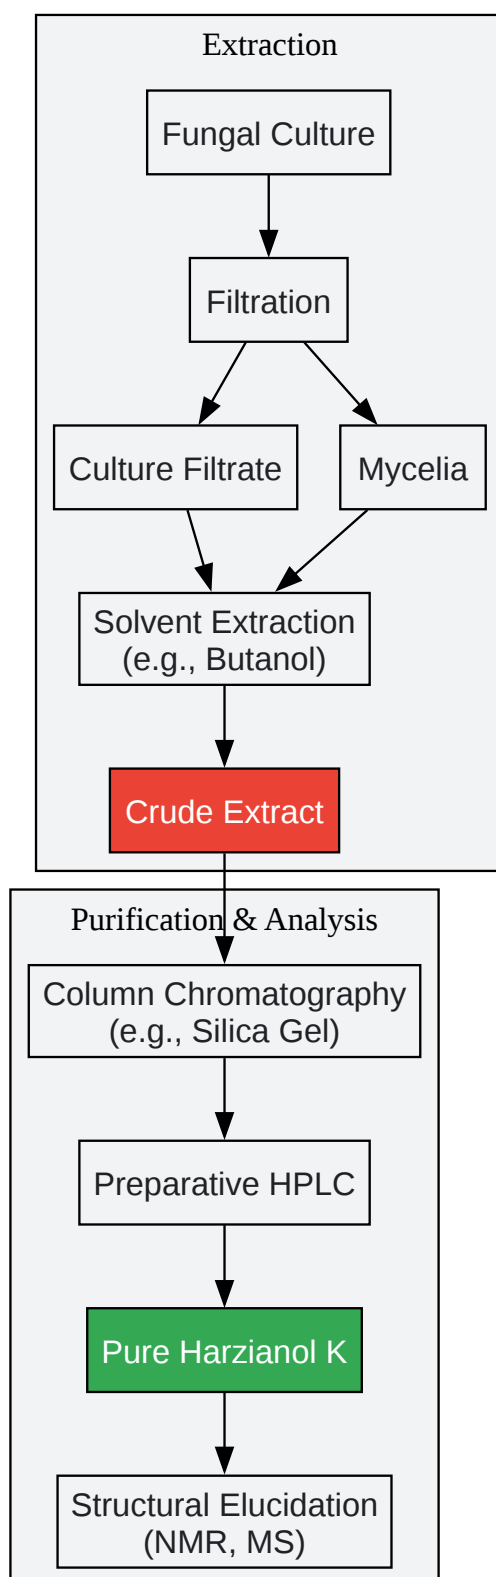 Extraction
Fungal Culture
Filtration
Culture Filtrate
Mycelia
Solvent Extraction
(e.g., Butanol)
Crude Extract
Purification & Analysis
Column Chromatography
(e.g., Silica Gel)
Preparative HPLC
Pure Harzianol K
Structural Elucidation
(NMR, MS)